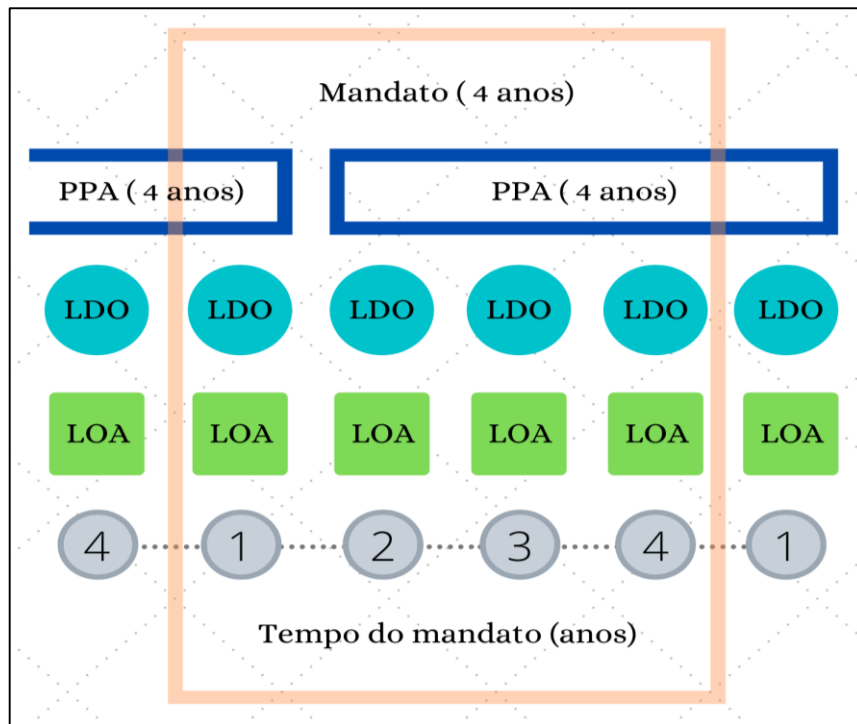 Mandato ( 4 anos)
PPA ( 4 anos) PPA ( 4 anos)
LDO LDO LDO LDO LDO LDO
LOA LOA LOA LOA LOA LOA
4 1 2 3 4 1
Tempo do mandato (anos)